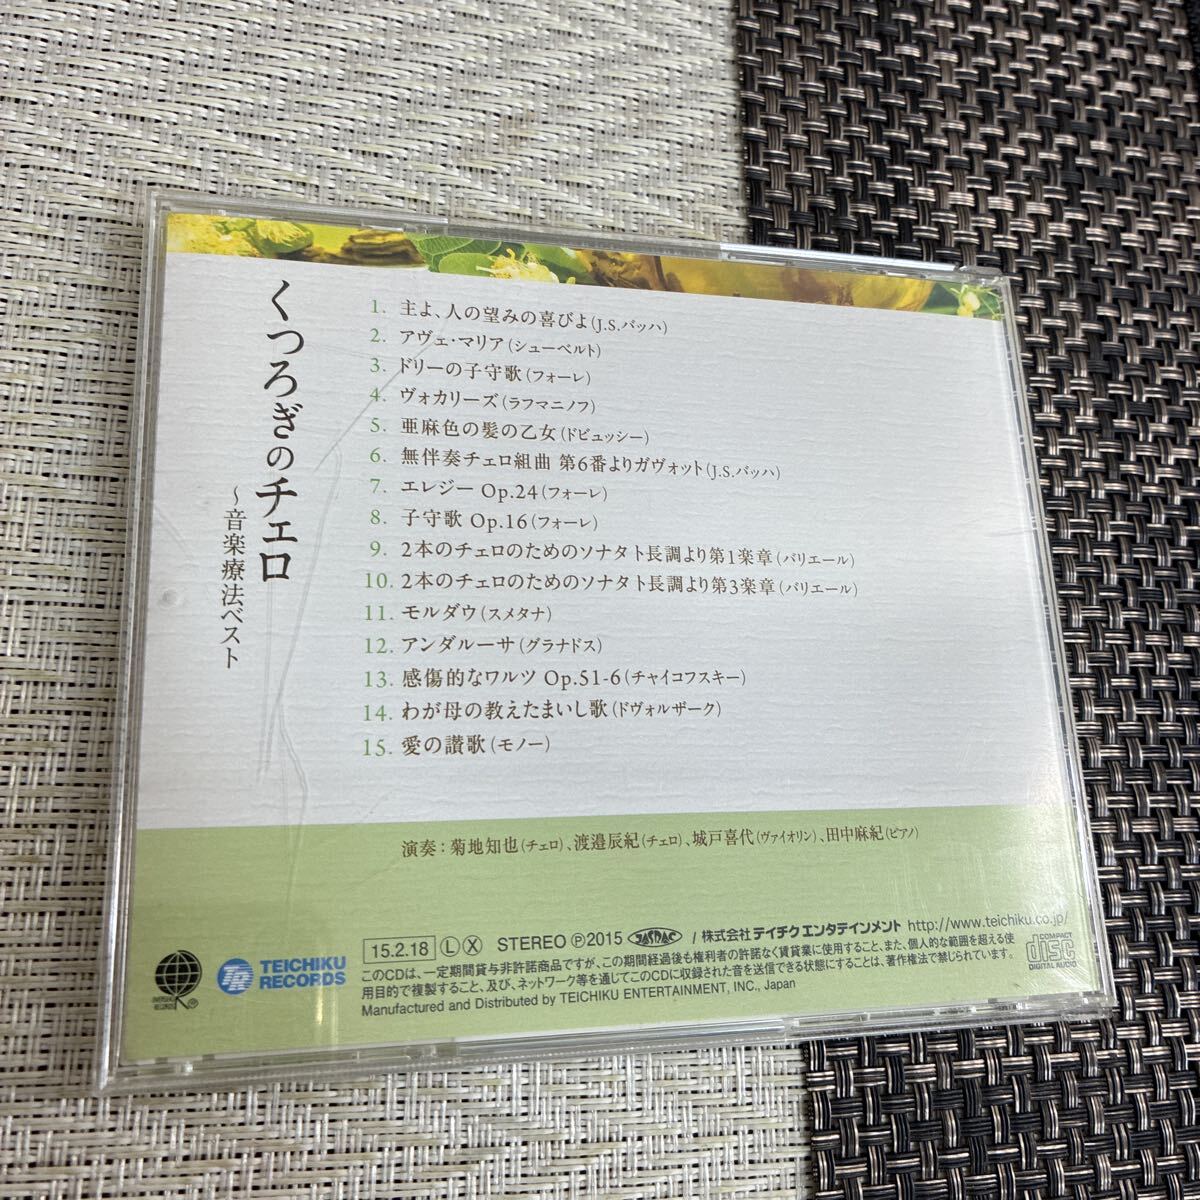 くつろぎのチェロ
～音楽療法ベスト
1. 主よ、人の望みの喜びよ(J.S.バッハ)
2. アヴェ・マリア(シューベルト)
3. ドリーの子守歌(フォーレ)
4. ヴォカリーズ(ラフマニノフ)
5. 亜麻色の髪の乙女(ドビュッシー)
6. 無伴奏チェロ組曲 第6番よりガヴォット(J.S.バッハ)
7. エレジー Op.24(フォーレ)
8. 子守歌 Op.16(フォーレ)
9. 2本のチェロのためのソナタト長調より第1楽章(バリエール)
10. 2本のチェロのためのソナタト長調より第3楽章(バリエール)
11. モルダウ(スメタナ)
12. アンダルーサ(グラナドス)
13. 感傷的なワルツ Op.51-6(チャイコフスキー)
14. わが母の教えたまいし歌(ドヴォルザーク)
15. 愛の讃歌(モノー)
演奏：菊地知也(チェロ)、渡邉辰紀(チェロ)、城戸喜代(ヴァイオリン)、田中麻紀(ピアノ)
15.2.18 Ⓛ Ⓧ STEREO ℗2015 JASRAC / 株式会社テイチクエンタテインメント http://www.teichiku.co.jp/
このCDは、一定期間貸与非許諾商品ですが、この期間経過後も権利者の許諾なく賃貸業に使用すること、また、個人的な範囲を超える使
用目的で複製すること、及び、ネットワーク等を通じてこのCDに収録された音を送信できる状態にすることは、著作権法で禁じられています。
Manufactured and Distributed by TEICHIKU ENTERTAINMENT, INC., Japan
OVERSEAS
RECORDS
®
TEICHIKU
RECORDS
COMPACT
disc
DIGITAL AUDIO